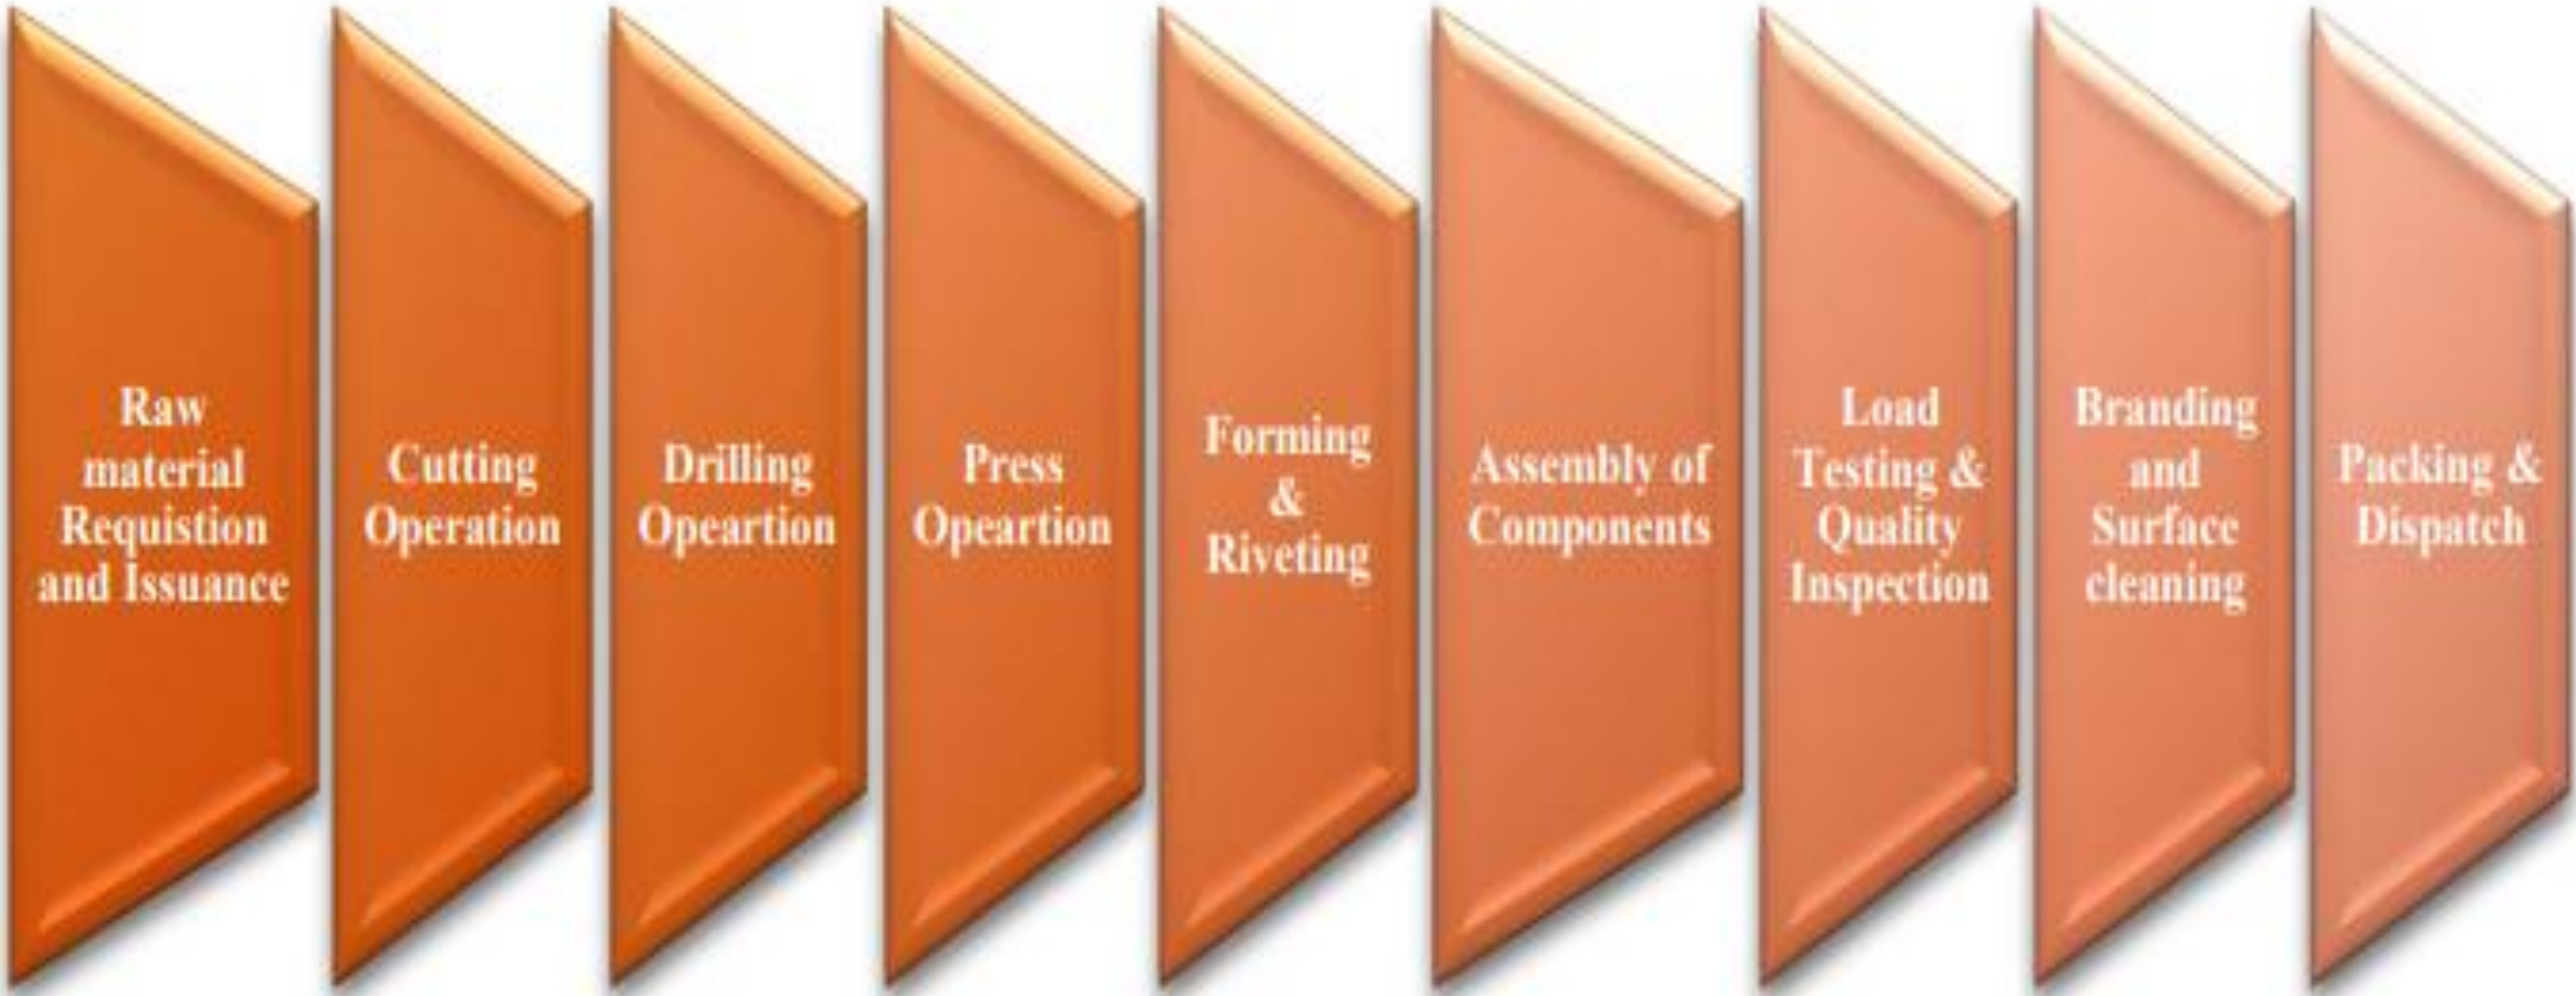 Raw
material
Requistion
and Issuance
Cutting
Operation
Drilling
Opeartion
Press
Opeartion
Forming
&
Riveting
Assembly of
Components
Load
Testing &
Quality
Inspection
Branding
and
Surface
cleaning
Packing &
Dispatch